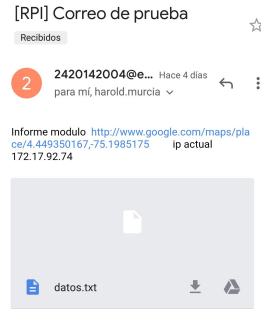 [RPI] Correo de prueba
Recibidos
2
2420142004@e... Hace 4 días
para mí, harold.murcia
Informe modulo http://www.google.com/maps/pla
ce/4.449350167,-75.1985175 ip actual
172.17.92.74
datos.txt